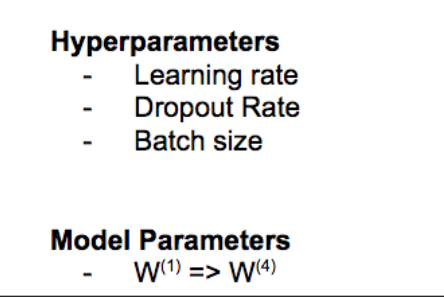 Hyperparameters
- Learning rate
- Dropout Rate
- Batch size
Model Parameters
- W⁽¹⁾ => W⁽⁴⁾